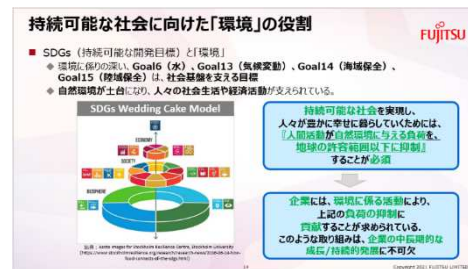 持続可能な社会に向けた「環境」の役割
FUJITSU
SDGs（持続可能な開発目標）と「環境」
環境に係りの深い、Goal6（水）、Goal13（気候変動）、Goal14（海域保全）、
Goal15（陸域保全）は、社会基盤を支える目標
自然環境が土台になり、人々の社会生活や経済活動が支えられている。
SDGs Wedding Cake Model
ECONOMY
SOCIETY
BIOSPHERE
持続可能な社会を実現し、
人々が豊かに幸せに暮らしていくためには、
『人間活動が自然環境に与える負荷を、
地球の許容範囲以下に抑制』
することが必須
企業には、環境に係る活動により、
上記の負荷の抑制に
貢献することが求められている。
このような取り組みは、企業の中長期的な
成長/持続的発展に不可欠
Copyright 2021 FUJITSU LIMITED